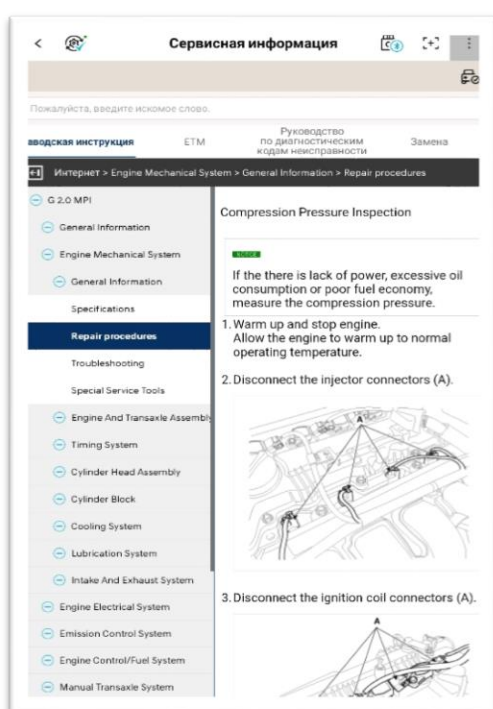 Сервисная информация
Пожалуйста, введите искомое слово.
водская инструкция
ETM
Руководство
по диагностическим
кодам неисправности
Замена
Интернет > Engine Mechanical System > General Information > Repair procedures
G 2.0 MPI
General Information
Engine Mechanical System
General Information
Specifications
Repair procedures
Troubleshooting
Special Service Tools
Engine And Transaxle Assembly
Timing System
Cylinder Head Assembly
Cylinder Block
Cooling System
Lubrication System
Intake And Exhaust System
Engine Electrical System
Emission Control System
Engine Control/Fuel System
Manual Transaxle System
Compression Pressure Inspection
NOTICE
If the there is lack of power, excessive oil
consumption or poor fuel economy,
measure the compression pressure.
1. Warm up and stop engine.
Allow the engine to warm up to normal
operating temperature.
2. Disconnect the injector connectors (A).
A
3. Disconnect the ignition coil connectors (A).
A